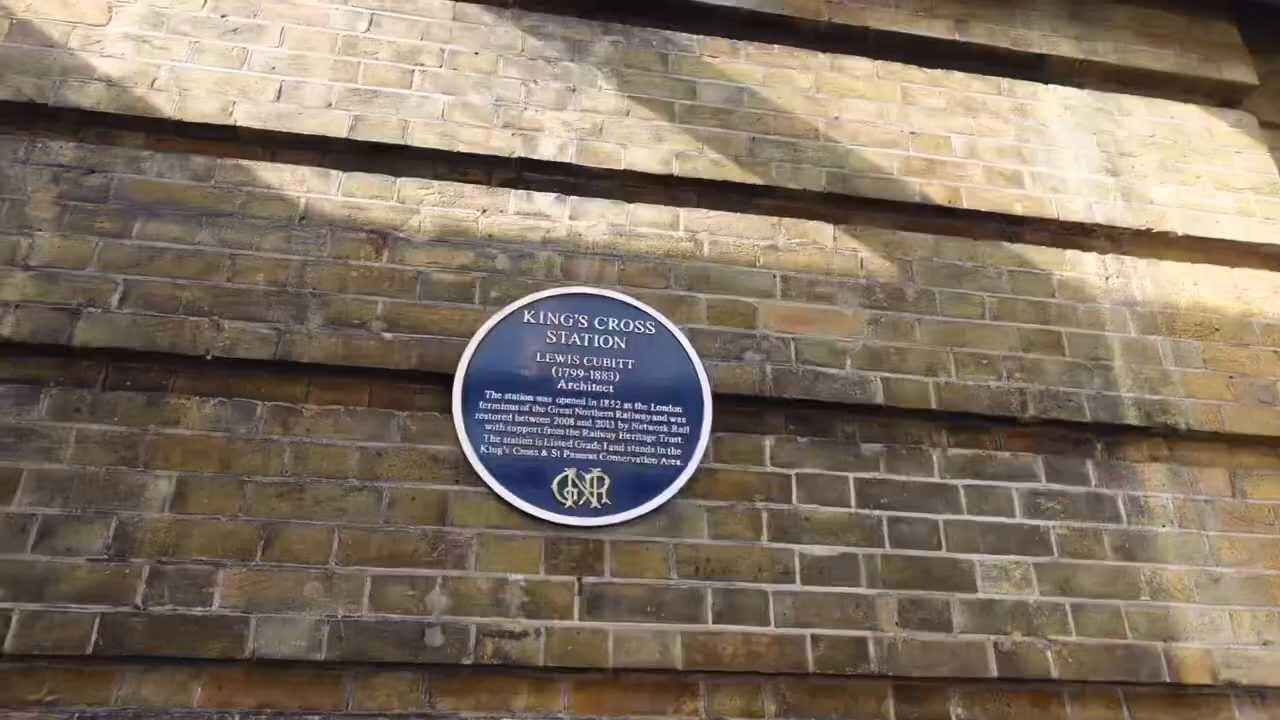 KING'S CROSS
STATION
LEWIS CUBITT
(1799-1883)
Architect
The station was opened in 1852 as the London
terminus of the Great Northern Railway and was
restored between 2008 and 2013 by Network Rail
with support from the Railway Heritage Trust.
The station is Listed Grade I and stands in the
King's Cross & St Pancras Conservation Area.
GNR